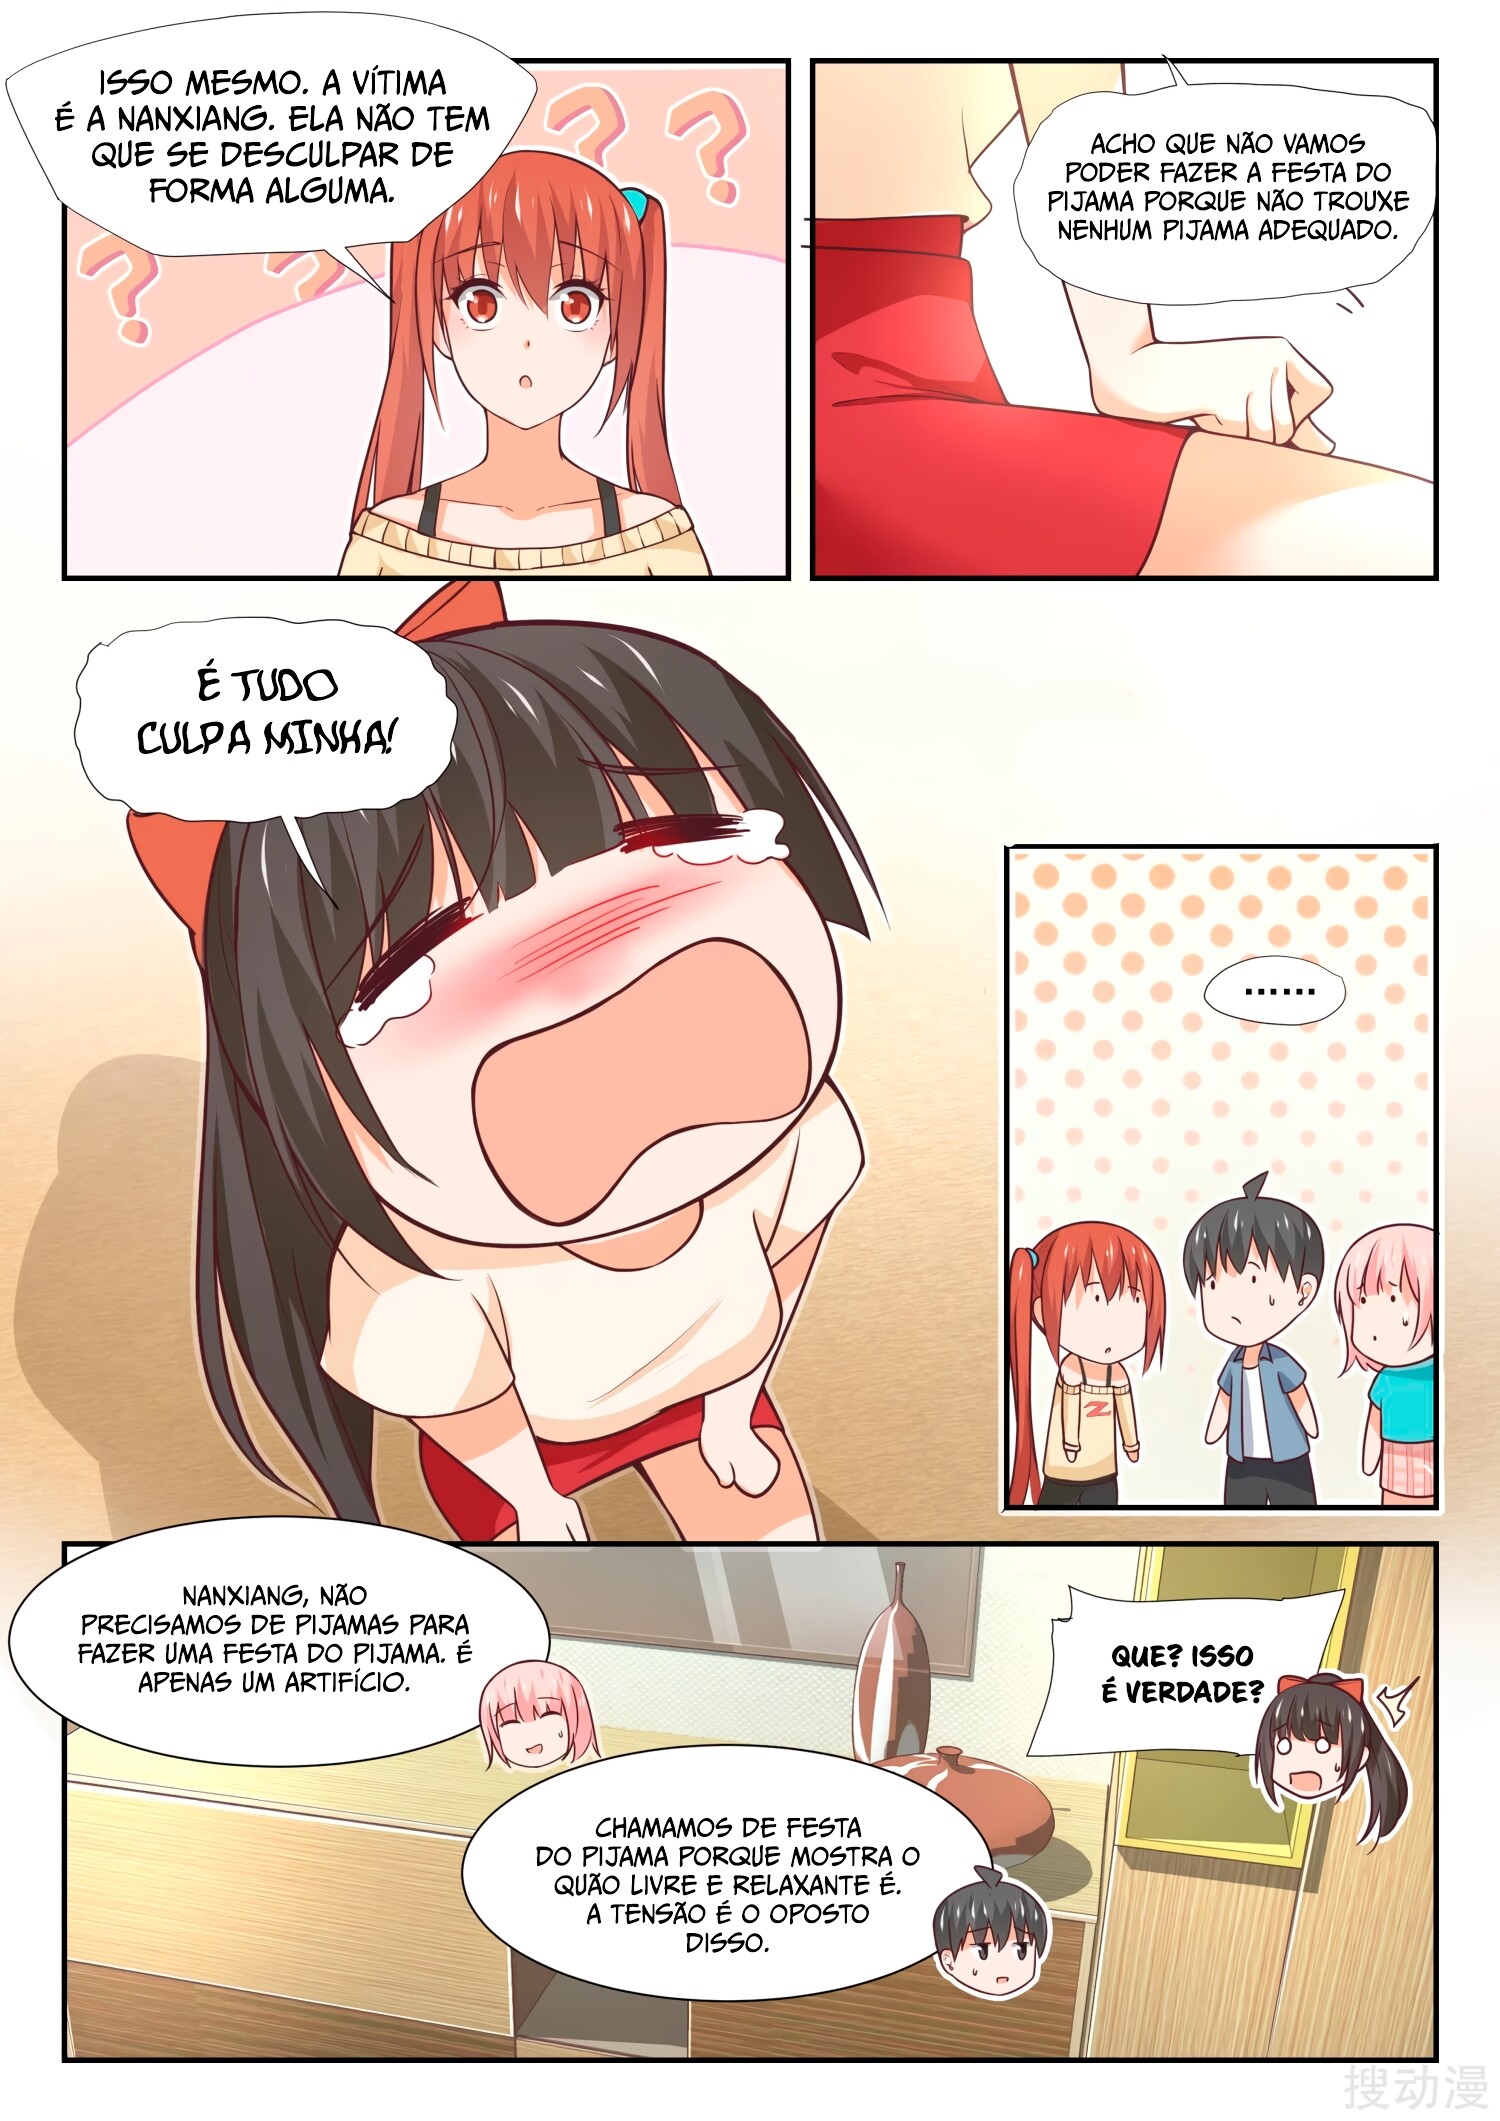 ISSO MESMO. A VÍTIMA
É A NANXIANG. ELA NÃO TEM
QUE SE DESCULPAR DE
FORMA ALGUMA.
ACHO QUE NÃO VAMOS
PODER FAZER A FESTA DO
PIJAMA PORQUE NÃO TROUXE
NENHUM PIJAMA ADEQUADO.
É TUDO
CULPA MINHA!
......
Z
NANXIANG, NÃO
PRECISAMOS DE PIJAMAS PARA
FAZER UMA FESTA DO PIJAMA. É
APENAS UM ARTIFÍCIO.
QUE? ISSO
É VERDADE?
CHAMAMOS DE FESTA
DO PIJAMA PORQUE MOSTRA O
QUÃO LIVRE E RELAXANTE É.
A TENSÃO É O OPOSTO
DISSO.
搜动漫